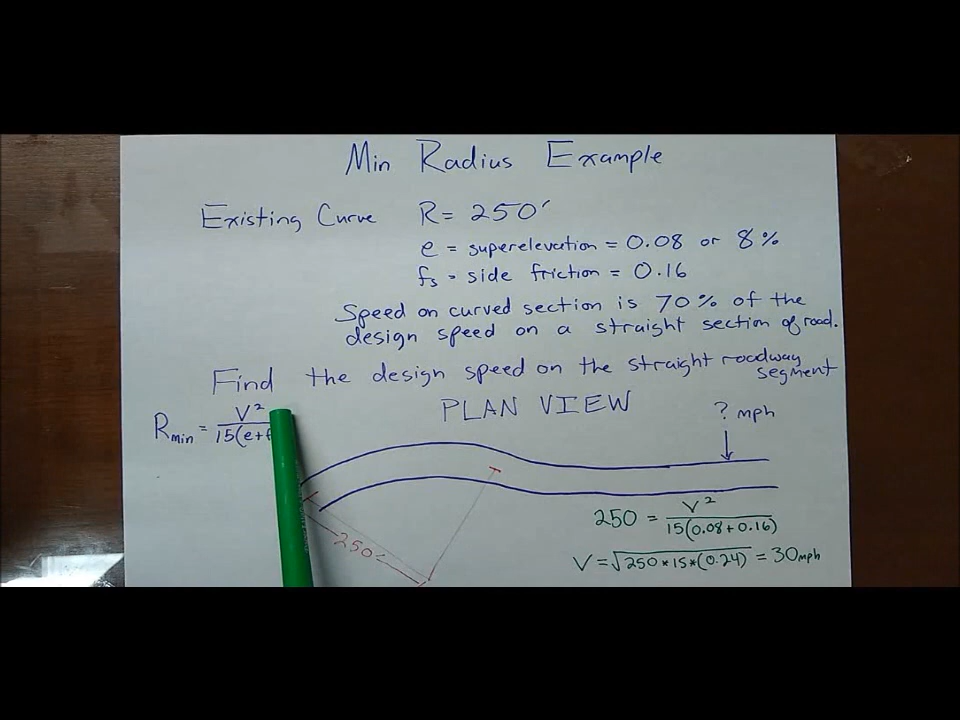 Min Radius Example
Existing Curve R = 250'
e = superelevation = 0.08 or 8%
fs = side friction = 0.16
Speed on curved section is 70% of the
design speed on a straight section of road.
Find the design speed on the straight roadway
segment
PLAN VIEW
? mph
Rmin = V²
15(e+f
250'
250 = V²
15(0.08+0.16)
V = √250*15*(0.24) = 30mph